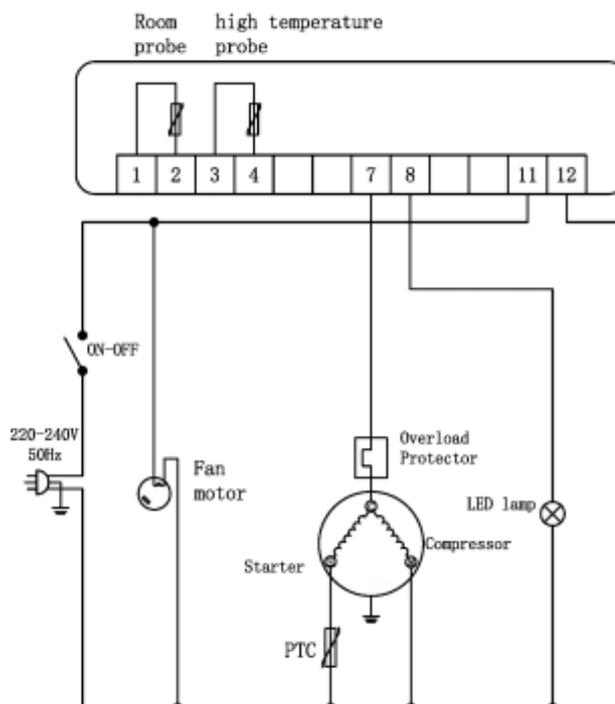 Room
probe
high temperature
probe
1 2 3 4 7 8 11 12
ON-OFF
220-240V
50Hz
Fan
motor
Overload
Protector
LED lamp
Compressor
Starter
PTC